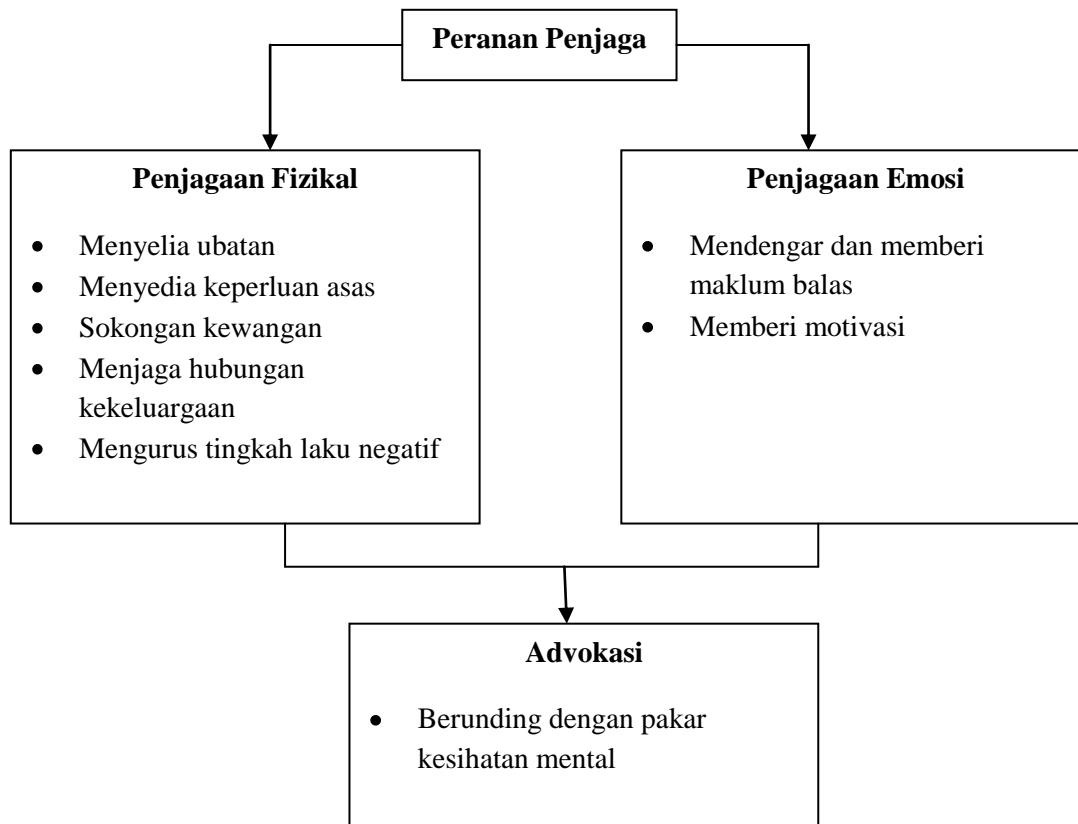 Peranan Penjaga
Penjagaan Fizikal
• Menyelia ubatan
• Menyedia keperluan asas
• Sokongan kewangan
• Menjaga hubungan
kekeluargaan
• Mengurus tingkah laku negatif
Penjagaan Emosi
• Mendengar dan memberi
maklum balas
• Memberi motivasi
Advokasi
• Berunding dengan pakar
kesihatan mental